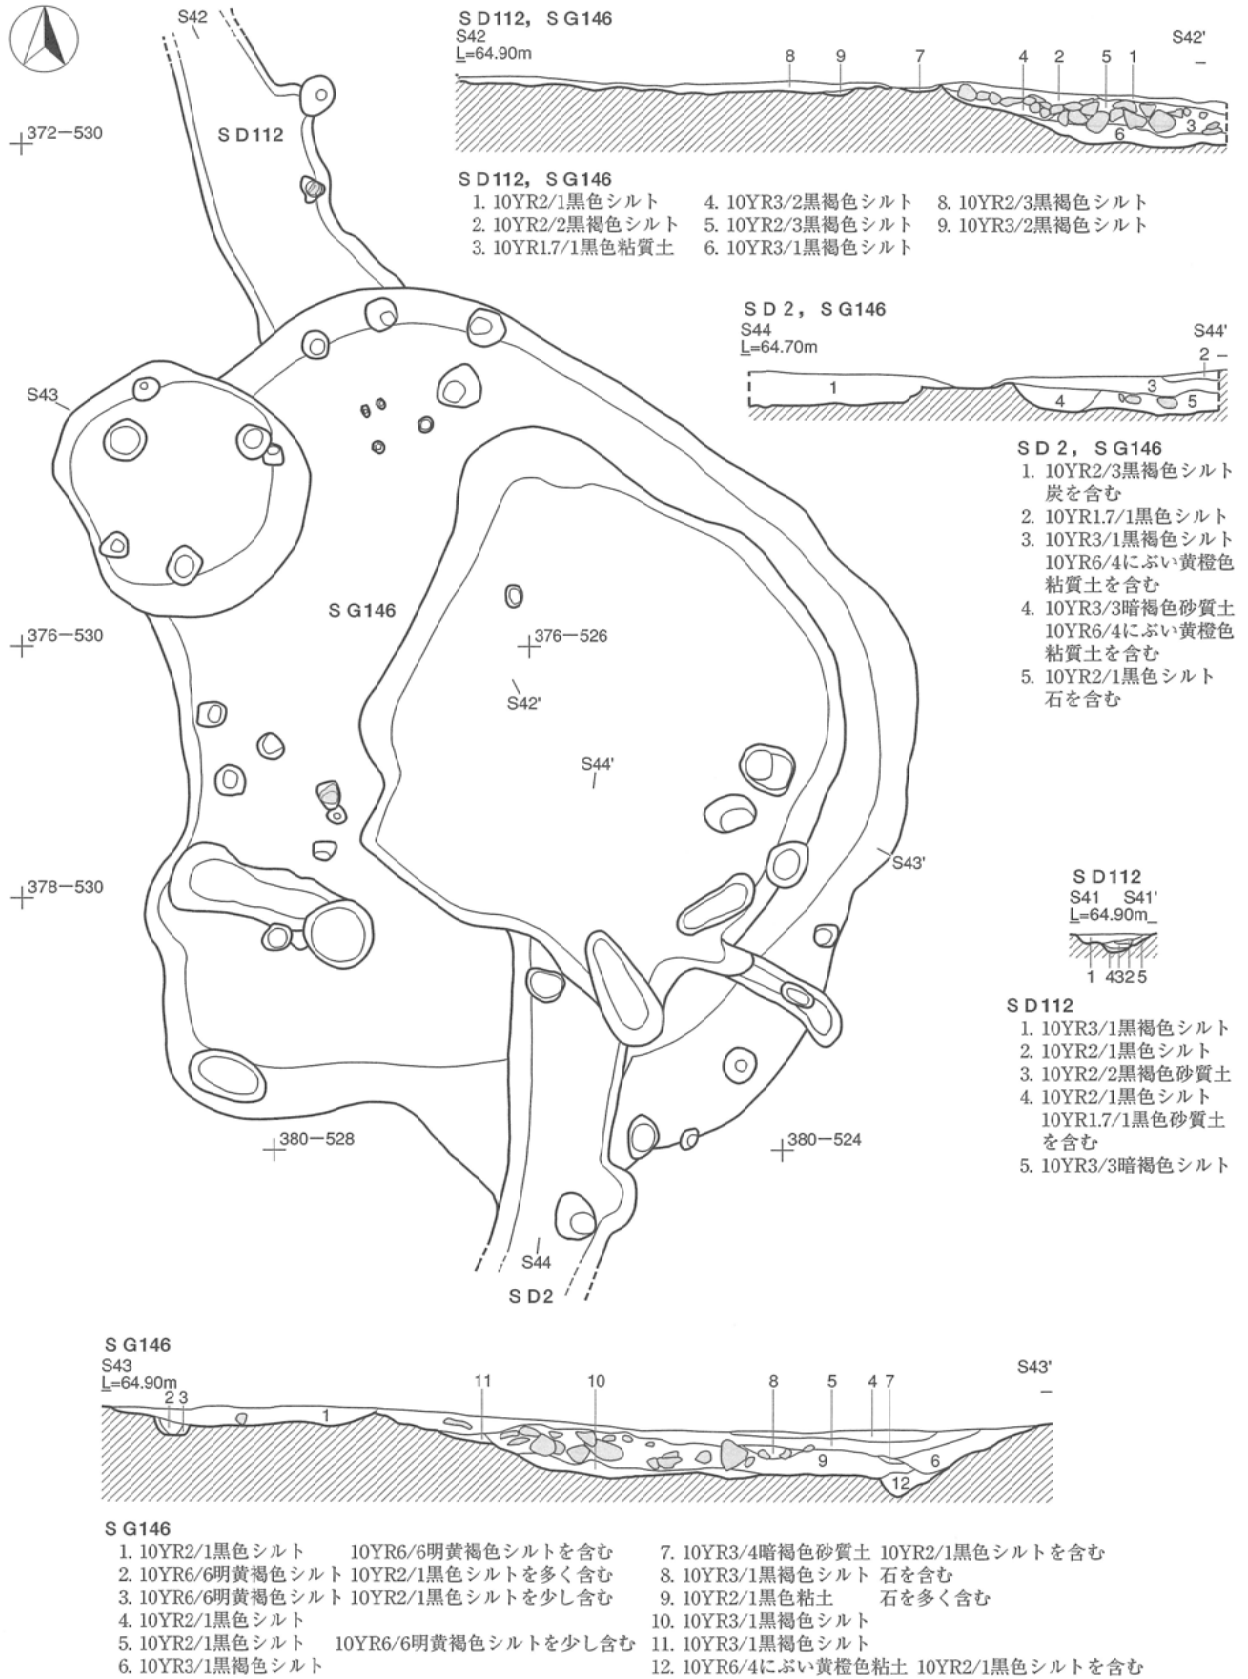 S42
S D112
372-530
S D112, S G146
S42
L=64.90m
S42'
8 9 7 4 2 5 1
3
6
S D112, S G146
1. 10YR2/1黒色シルト
2. 10YR2/2黒褐色シルト
3. 10YR1.7/1黒色粘質土
4. 10YR3/2黒褐色シルト
5. 10YR2/3黒褐色シルト
6. 10YR3/1黒褐色シルト
8. 10YR2/3黒褐色シルト
9. 10YR3/2黒褐色シルト
S D 2, S G146
S44
L=64.70m
S44'
2
1 3
4 5
S D 2, S G146
1. 10YR2/3黒褐色シルト
炭を含む
2. 10YR1.7/1黒色シルト
3. 10YR3/1黒褐色シルト
10YR6/4にぶい黄橙色
粘質土を含む
4. 10YR3/3暗褐色砂質土
10YR6/4にぶい黄橙色
粘質土を含む
5. 10YR2/1黒色シルト
石を含む
S43
S G146
376-530
376-526
S42'
S44'
S43'
378-530
380-528
380-524
S44
S D2
S D112
S41 S41'
L=64.90m
1 4325
S D112
1. 10YR3/1黒褐色シルト
2. 10YR2/1黒色シルト
3. 10YR2/2黒褐色砂質土
4. 10YR2/1黒色シルト
10YR1.7/1黒色砂質土
を含む
5. 10YR3/3暗褐色シルト
S G146
S43
L=64.90m
S43'
2 3
1
11 10 8 5 4 7
9 6
12
S G146
1. 10YR2/1黒色シルト 10YR6/6明黄褐色シルトを含む
2. 10YR6/6明黄褐色シルト 10YR2/1黒色シルトを多く含む
3. 10YR6/6明黄褐色シルト 10YR2/1黒色シルトを少し含む
4. 10YR2/1黒色シルト
5. 10YR2/1黒色シルト 10YR6/6明黄褐色シルトを少し含む
6. 10YR3/1黒褐色シルト
7. 10YR3/4暗褐色砂質土 10YR2/1黒色シルトを含む
8. 10YR3/1黒褐色シルト 石を含む
9. 10YR2/1黒色粘土 石を多く含む
10. 10YR3/1黒褐色シルト
11. 10YR3/1黒褐色シルト
12. 10YR6/4にぶい黄橙色粘土 10YR2/1黒色シルトを含む